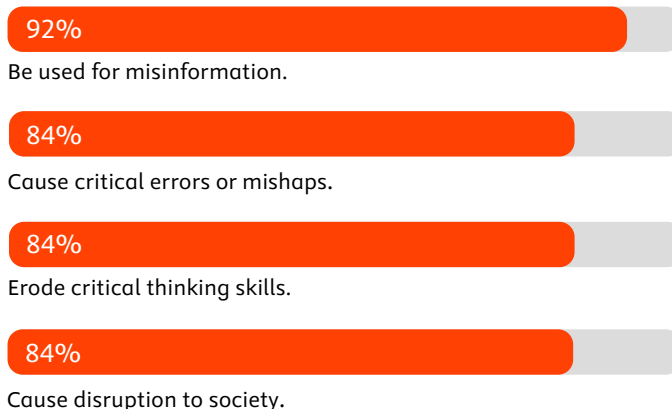 92%
Be used for misinformation.
84%
Cause critical errors or mishaps.
84%
Erode critical thinking skills.
84%
Cause disruption to society.